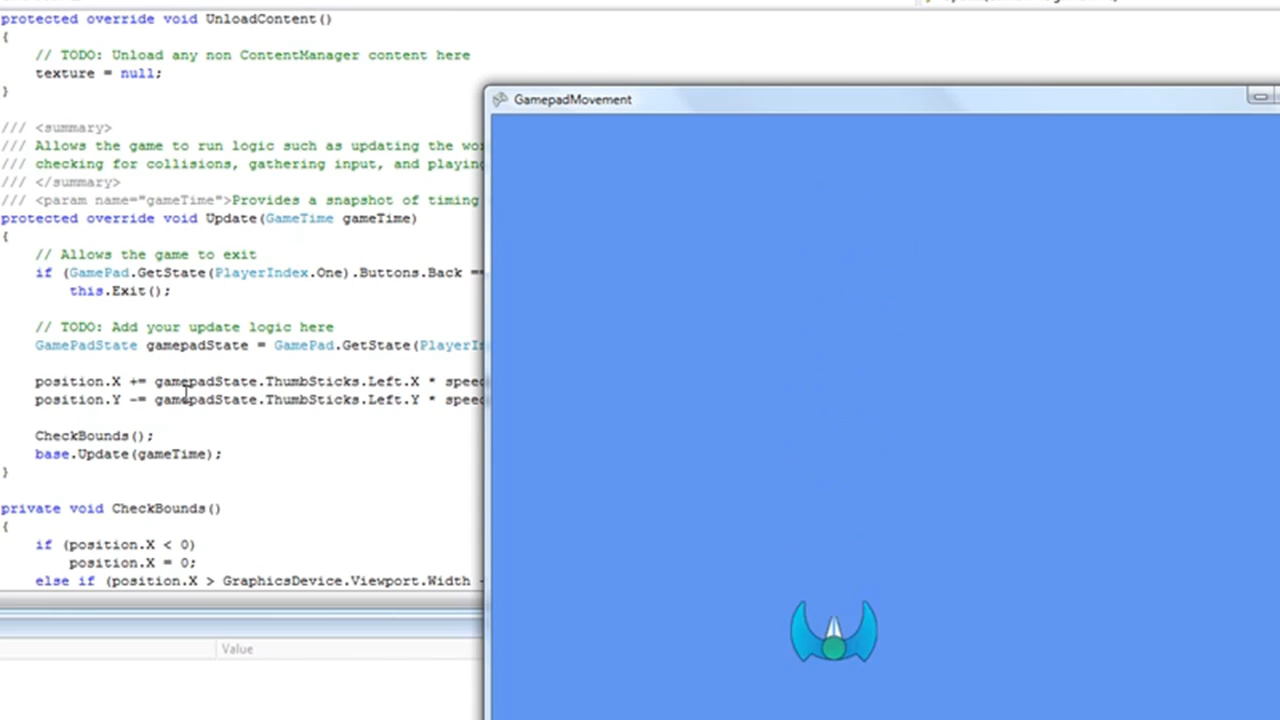 protected override void UnloadContent()
{
// TODO: Unload any non ContentManager content here
texture = null;
}
/// <summary>
/// Allows the game to run logic such as updating the
/// checking for collisions, gathering input, and playing
/// </summary>
/// <param name="gameTime">Provides a snapshot of timing
protected override void Update(GameTime gameTime)
{
// Allows the game to exit
if (GamePad.GetState(PlayerIndex.One).Buttons.Back ==
this.Exit();
// TODO: Add your update logic here
GamePadState gamepadState = GamePad.GetState(
position.X += gamepadState.ThumbSticks.Left.X * speed
position.Y -= gamepadState.ThumbSticks.Left.Y * speed
CheckBounds();
base.Update(gameTime);
}
private void CheckBounds()
{
if (position.X < 0)
position.X = 0;
else if (position.X > GraphicsDevice.Viewport.Width
Value
GamepadMovement